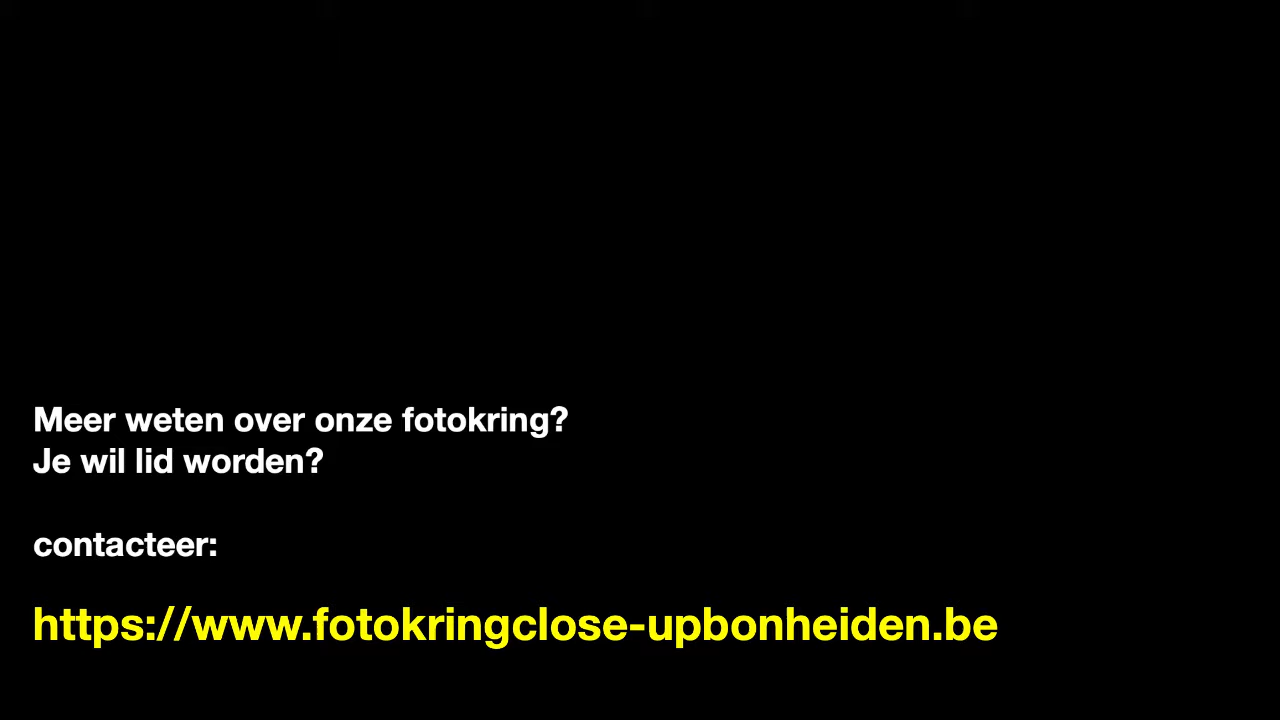 Meer weten over onze fotokring?
Je wil lid worden?
contacteer:
https://www.fotokringclose-upbonheiden.be